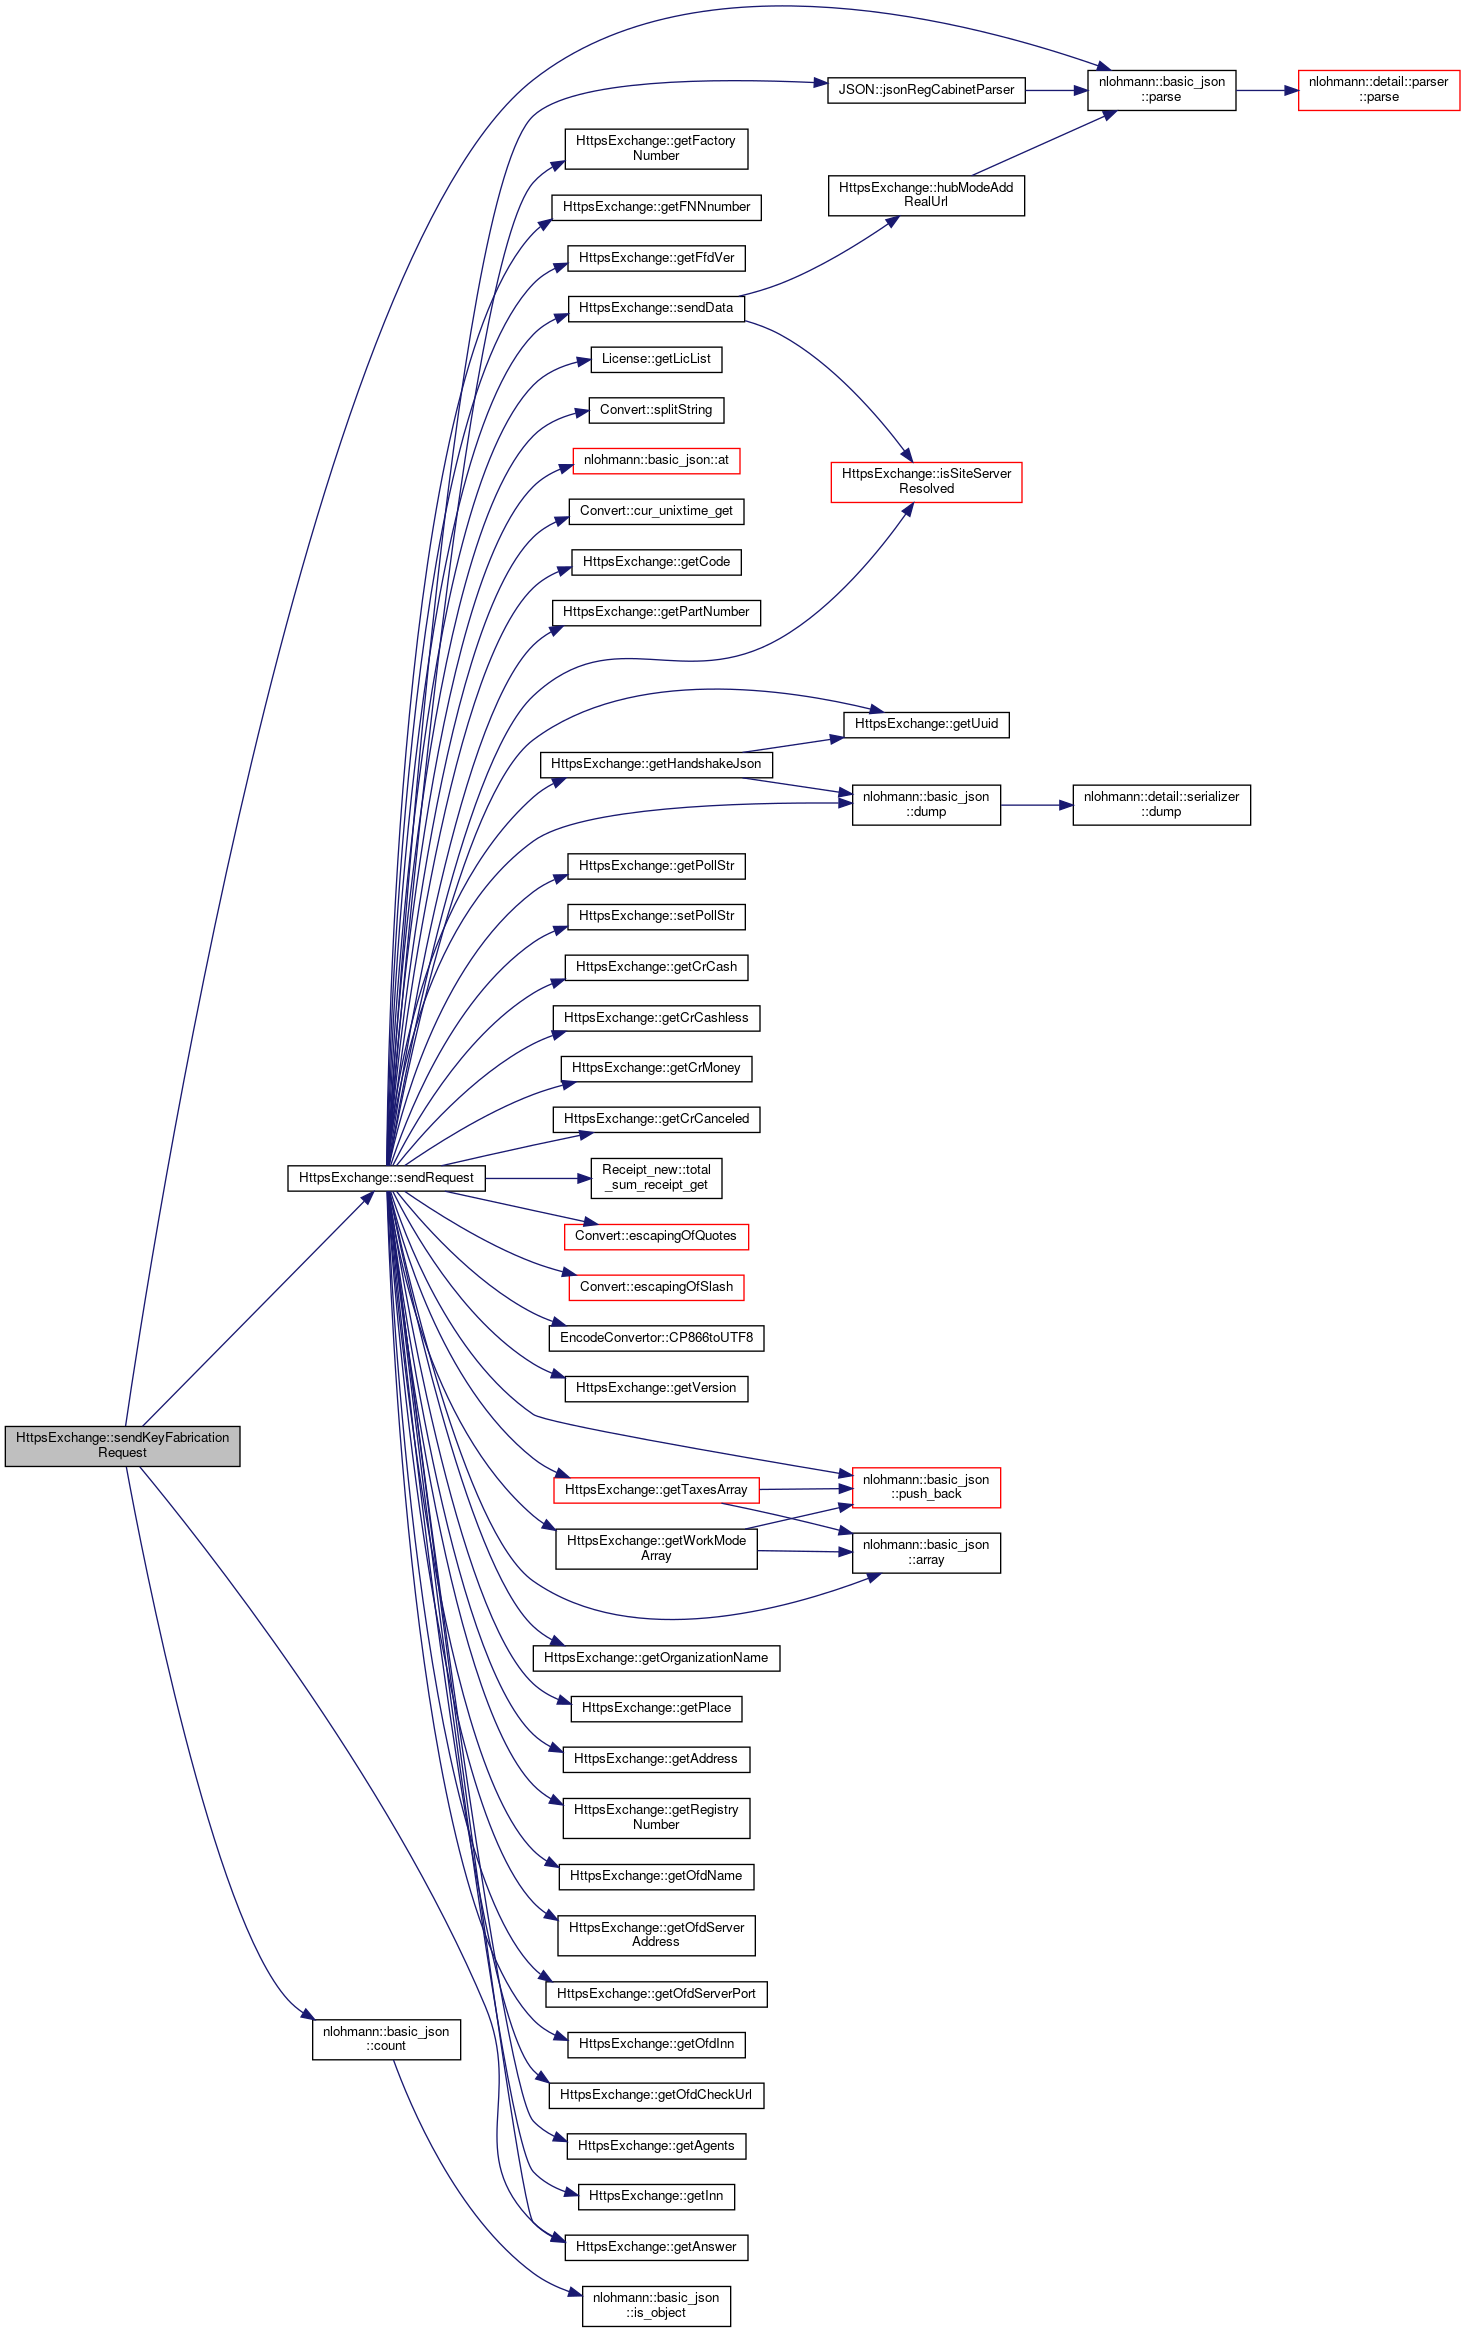 nlohmann::basic_json
::parse
nlohmann::detail::parser
::parse
JSON::jsonRegCabinetParser
HttpsExchange::getFactory
Number
HttpsExchange::hubModeAdd
RealUrl
HttpsExchange::getFNNnumber
HttpsExchange::getFfdVer
HttpsExchange::sendData
License::getLicList
Convert::splitString
nlohmann::basic_json::at
HttpsExchange::isSiteServer
Resolved
Convert::cur_unixtime_get
HttpsExchange::getCode
HttpsExchange::getPartNumber
HttpsExchange::getUuid
HttpsExchange::getHandshakeJson
nlohmann::basic_json
::dump
nlohmann::detail::serializer
::dump
HttpsExchange::getPollStr
HttpsExchange::setPollStr
HttpsExchange::getCrCash
HttpsExchange::getCrCashless
HttpsExchange::getCrMoney
HttpsExchange::getCrCanceled
HttpsExchange::sendRequest
Receipt_new::total
_sum_receipt_get
Convert::escapingOfQuotes
Convert::escapingOfSlash
EncodeConvertor::CP866toUTF8
HttpsExchange::getVersion
HttpsExchange::sendKeyFabrication
Request
HttpsExchange::getTaxesArray
nlohmann::basic_json
::push_back
HttpsExchange::getWorkMode
Array
nlohmann::basic_json
::array
HttpsExchange::getOrganizationName
HttpsExchange::getPlace
HttpsExchange::getAddress
HttpsExchange::getRegistry
Number
HttpsExchange::getOfdName
HttpsExchange::getOfdServer
Address
HttpsExchange::getOfdServerPort
nlohmann::basic_json
::count
HttpsExchange::getOfdInn
HttpsExchange::getOfdCheckUrl
HttpsExchange::getAgents
HttpsExchange::getInn
HttpsExchange::getAnswer
nlohmann::basic_json
::is_object